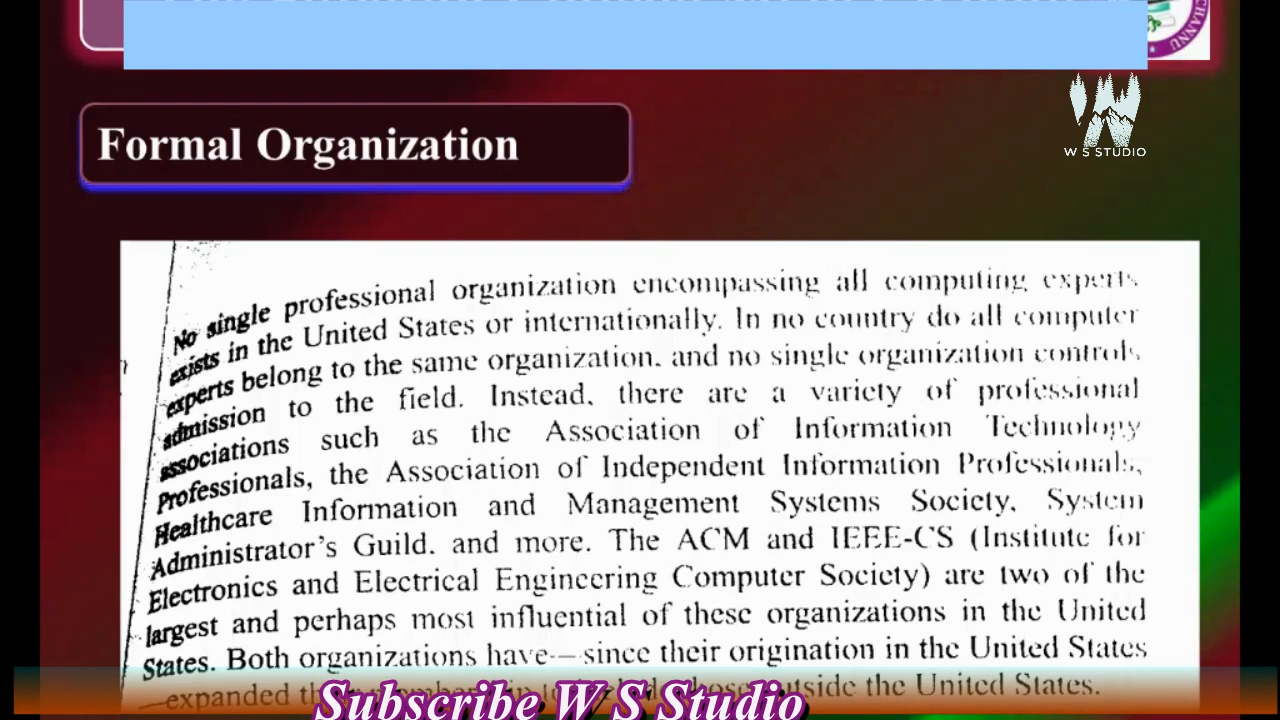 CHANNU
Formal Organization
W S STUDIO
No single professional organization encompassing all computing experts
exists in the United States or internationally. In no country do all computer
experts belong to the same organization, and no single organization controls
admission to the field. Instead, there are a variety of professional
associations such as the Association of Information Technology
Professionals, the Association of Independent Information Professionals,
Healthcare Information and Management Systems Society, System
Administrator's Guild, and more. The ACM and IEEE-CS (Institute for
Electronics and Electrical Engineering Computer Society) are two of the
largest and perhaps most influential of these organizations in the United
States. Both organizations have—since their origination in the United States
—expanded outside the United States.
Subscribe W S Studio